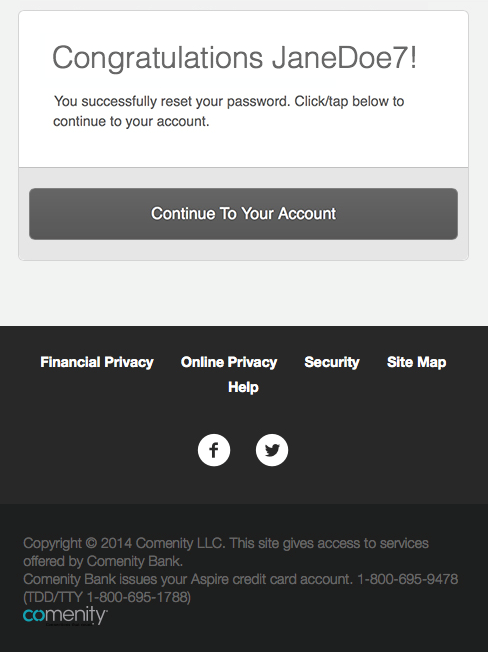 Congratulations JaneDoe7!
You successfully reset your password. Click/tap below to
continue to your account.
Continue To Your Account
Financial Privacy Online Privacy Security Site Map
Help
Copyright © 2014 Comenity LLC. This site gives access to services
offered by Comenity Bank.
Comenity Bank issues your Aspire credit card account. 1-800-695-9478
(TDD/TTY 1-800-695-1788)
comenity